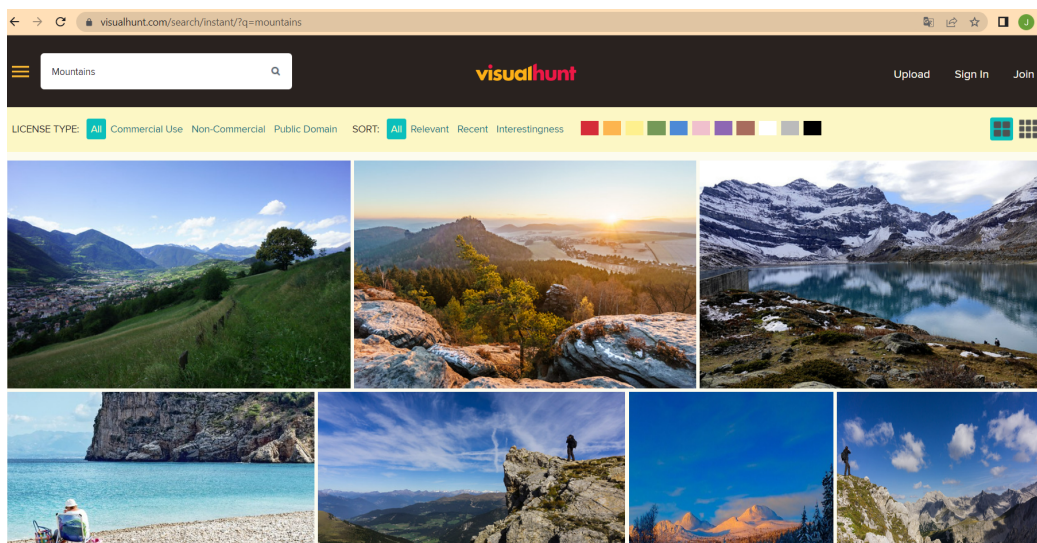 visualhunt.com/search/instant/?q=mountains
J
Mountains
visualhunt
Upload Sign In Join
LICENSE TYPE: All Commercial Use Non-Commercial Public Domain SORT: All Relevant Recent Interestingness